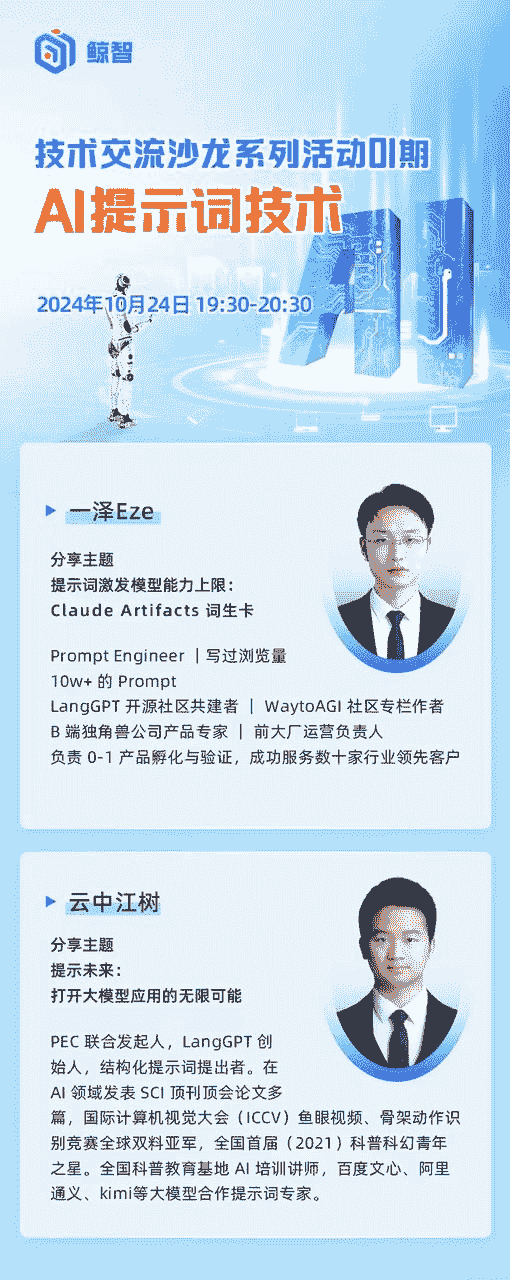 鲸智
技术交流沙龙系列活动01期
AI提示词技术
2024年10月24日 19:30-20:30
AI
一泽Eze
分享主题
提示词激发模型能力上限：
Claude Artifacts 词生卡
Prompt Engineer ｜写过浏览量
10w+ 的 Prompt
LangGPT 开源社区共建者 ｜ WaytoAGI 社区专栏作者
B 端独角兽公司产品专家 ｜ 前大厂运营负责人
负责 0-1 产品孵化与验证，成功服务数十家行业领先客户
云中江树
分享主题
提示未来：
打开大模型应用的无限可能
PEC 联合发起人，LangGPT 创
始人，结构化提示词提出者。在
AI 领域发表 SCI 顶刊顶会论文多
篇，国际计算机视觉大会（ICCV）鱼眼视频、骨架动作识
别竞赛全球双料亚军，全国首届（2021）科普科幻青年
之星。全国科普教育基地 AI 培训讲师，百度文心、阿里
通义、kimi等大模型合作提示词专家。